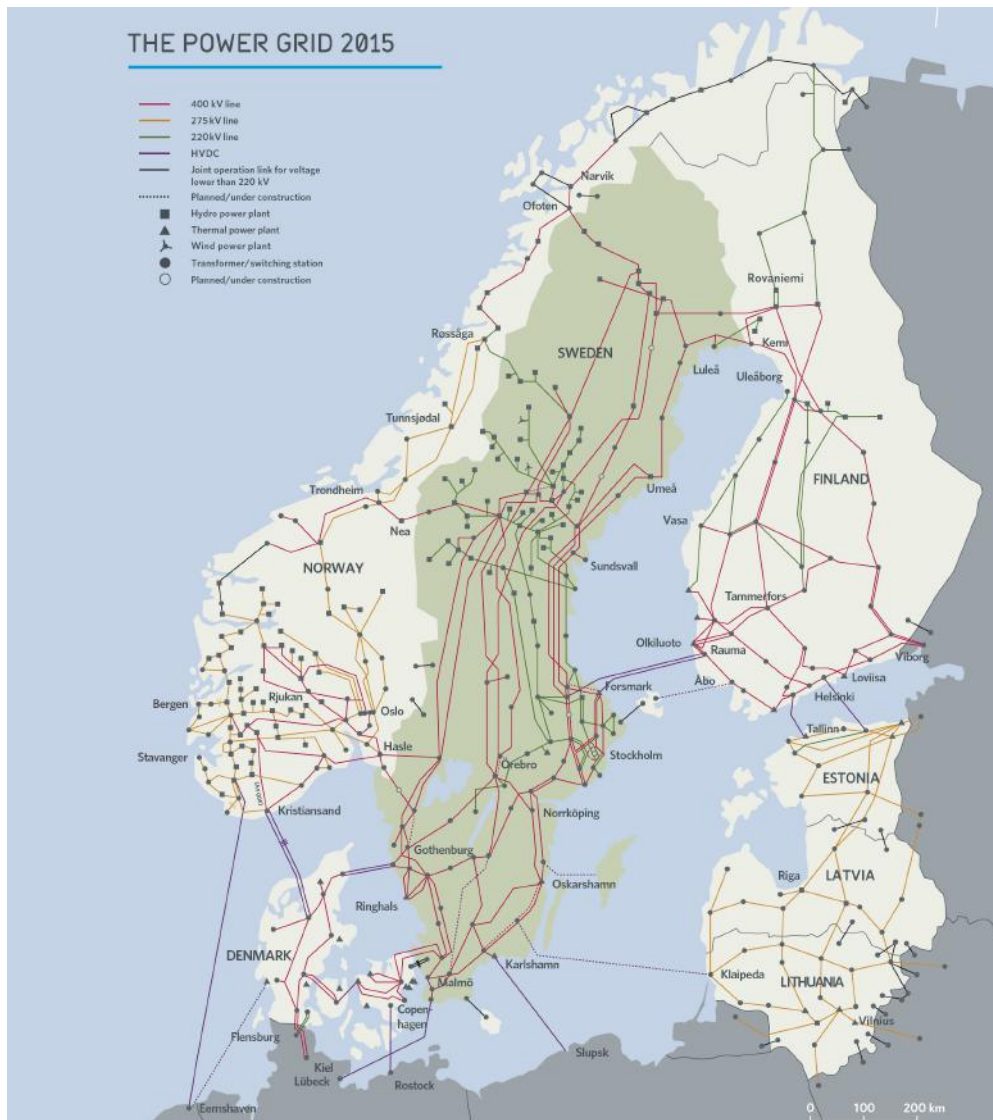 THE POWER GRID 2015
400 kV line
275 kV line
220 kV line
HVDC
Joint operation link for voltage
lower than 220 kV
Planned/under construction
Hydro power plant
Thermal power plant
Wind power plant
Transformer/switching station
Planned/under construction
Narvik
Ofoten
Rovaniemi
Røssåga
SWEDEN
Kemi
Luleå
Uleåborg
Tunnsjødal
FINLAND
Trondheim
Umeå
Nea
Vasa
Sundsvall
NORWAY
Tammerfors
Olkiluoto
Rauma
Viborg
Forsmark
Åbo
Loviisa
Rjukan
Helsinki
Bergen
Oslo
Tallinn
Hasle
Stavanger
Örebro
Stockholm
ESTONIA
Kristiansand
Norrköping
Gothenburg
LATVIA
Riga
Oskarshamn
Ringhals
DENMARK
Karlshamn
Klaipeda
LITHUANIA
Malmö
Copen-
hagen
Vilnius
Flensburg
Slupsk
Kiel
Lübeck
Rostock
Eemshaven
0 100 200 km